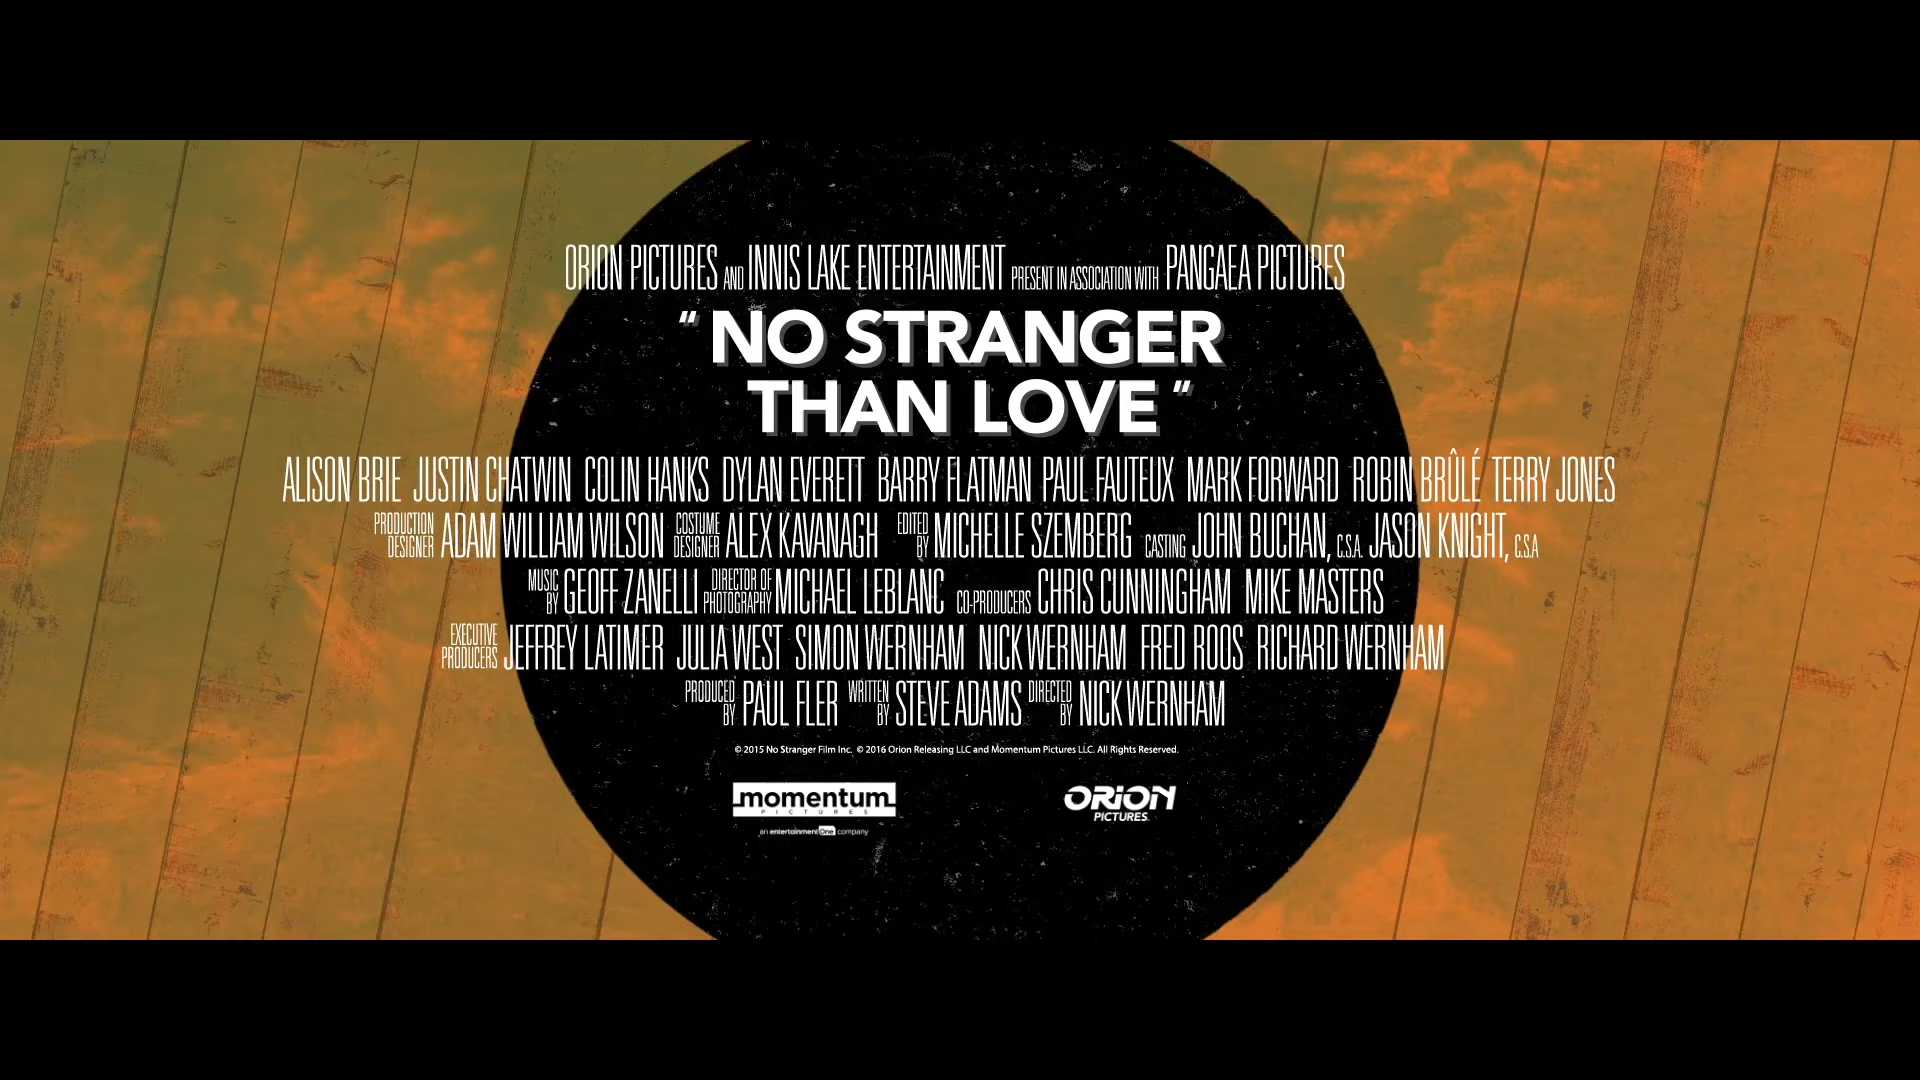 ORION PICTURES AND INNIS LAKE ENTERTAINMENT PRESENT IN ASSOCIATION WITH PANGAEA PICTURES
" NO STRANGER
THAN LOVE "
ALISON BRIE JUSTIN CHATWIN COLIN HANKS DYLAN EVERETT BARRY FLATMAN PAUL FAUTEUX MARK FORWARD ROBIN BRÛLÉ TERRY JONES
PRODUCTION DESIGNER ADAM WILLIAM WILSON COSTUME DESIGNER ALEX KAVANAGH EDITED BY MICHELLE SZEMBERG CASTING JOHN BUCHAN, C.S.A. JASON KNIGHT, C.S.A
MUSIC BY GEOFF ZANELLI DIRECTOR OF PHOTOGRAPHY MICHAEL LEBLANC CO-PRODUCERS CHRIS CUNNINGHAM MIKE MASTERS
EXECUTIVE PRODUCERS JEFFREY LATIMER JULIA WEST SIMON WERNHAM NICK WERNHAM FRED ROOS RICHARD WERNHAM
PRODUCED BY PAUL FLER WRITTEN BY STEVE ADAMS DIRECTED BY NICK WERNHAM
© 2015 No Stranger Film Inc. © 2016 Orion Releasing LLC and Momentum Pictures LLC. All Rights Reserved.
momentum
PICTURES
an entertainment One company
ORION
PICTURES